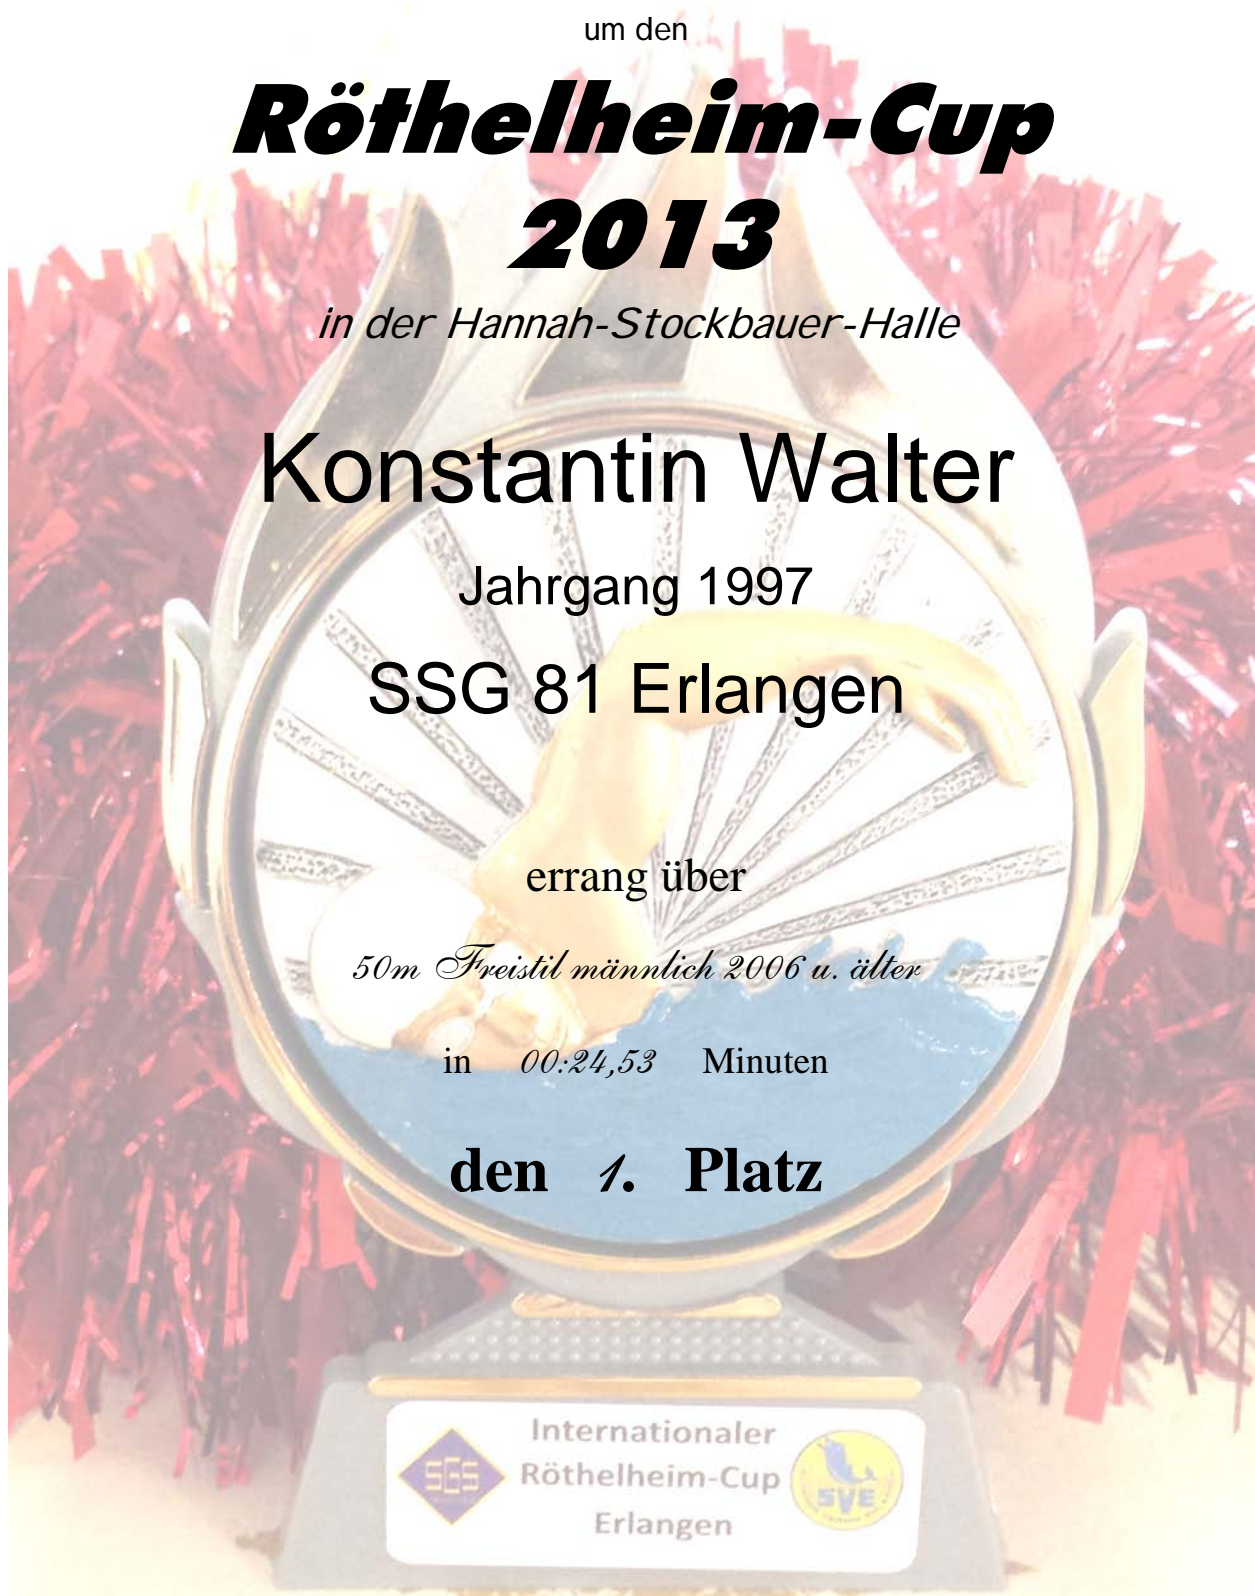 um den
Röthelheim-Cup
2013
in der Hannah-Stockbauer-Halle
Konstantin Walter
Jahrgang 1997
SSG 81 Erlangen
errang über
50m Freistil männlich 2006 u. älter
in 00:24,53 Minuten
den 1. Platz
Internationaler
Röthelheim-Cup
Erlangen
SGS
SVE